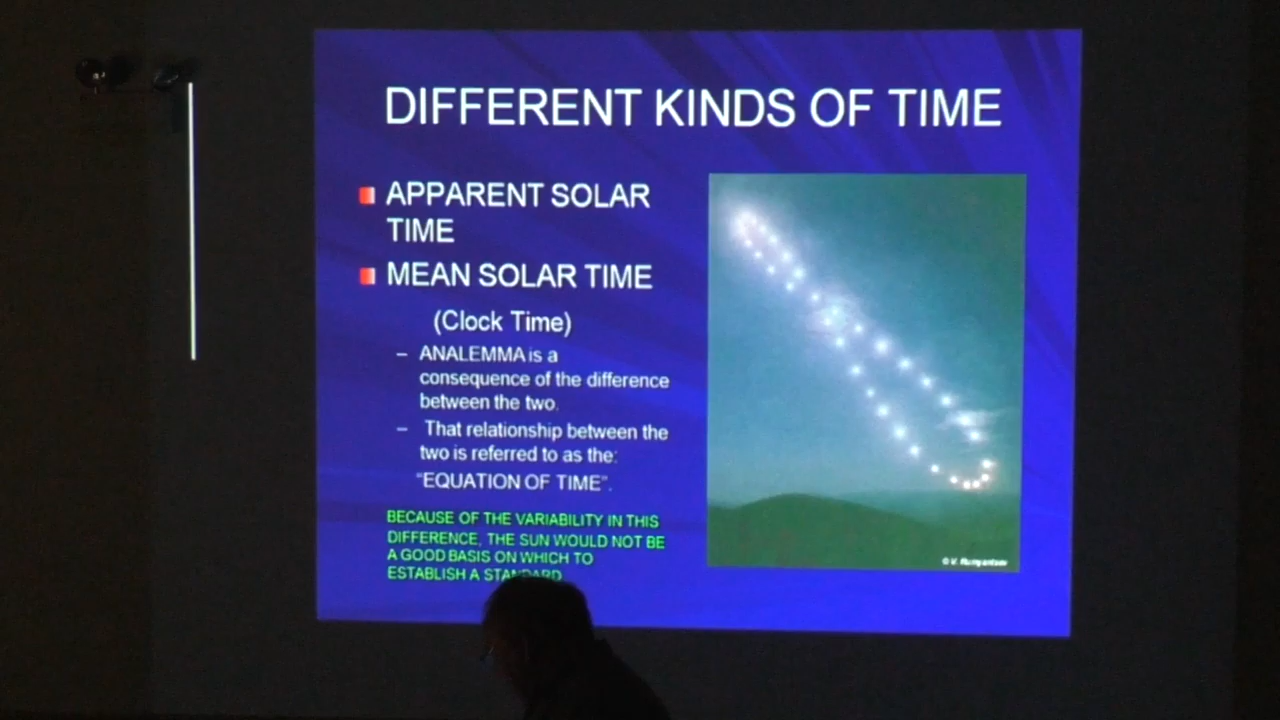 DIFFERENT KINDS OF TIME
APPARENT SOLAR
TIME
MEAN SOLAR TIME
(Clock Time)
– ANALEMMA is a
consequence of the difference
between the two.
– That relationship between the
two is referred to as the:
"EQUATION OF TIME".
BECAUSE OF THE VARIABILITY IN THIS
DIFFERENCE, THE SUN WOULD NOT BE
A GOOD BASIS ON WHICH TO
ESTABLISH A STANDARD
© V. Rumyantsev